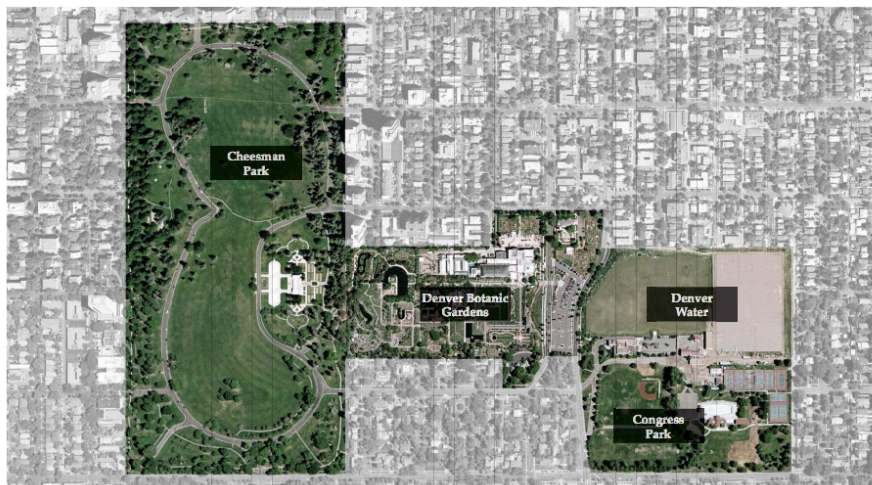 Cheesman
Park
Denver Botanic
Gardens
Denver
Water
Congress
Park